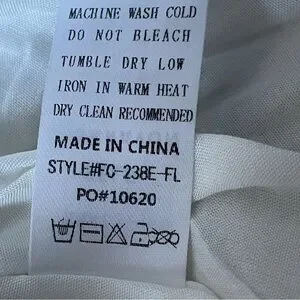 MACHINE WASH COLD
DO NOT BLEACH
TUMBLE DRY LOW
IRON IN WARM HEAT
DRY CLEAN RECOMMENDED
MADE IN CHINA
STYLE#FC-238E-FL
PO#10620